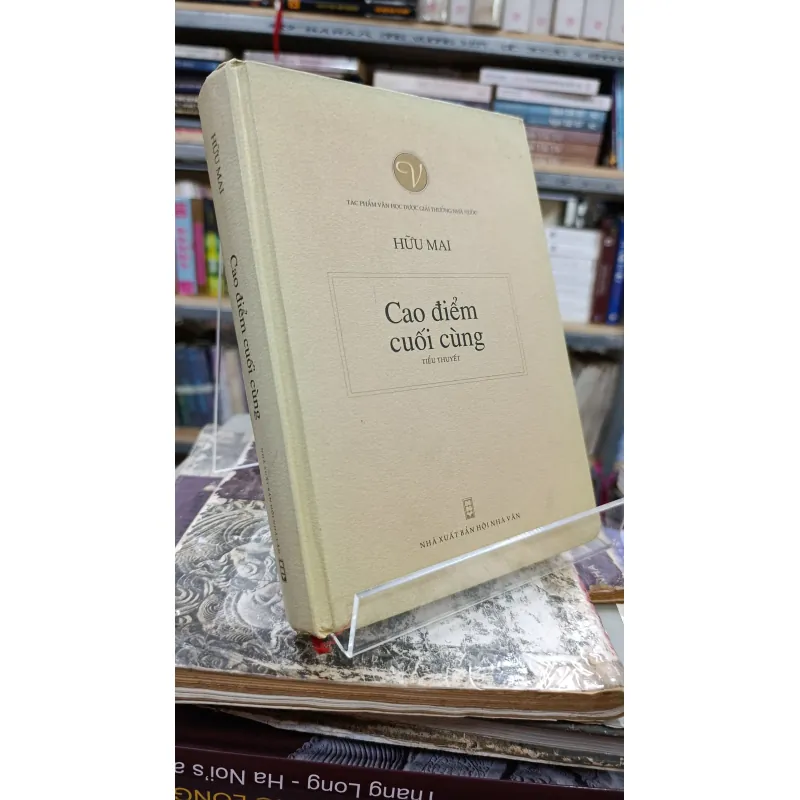 V
TÁC PHẨM VĂN HỌC ĐƯỢC GIẢI THƯỞNG NHÀ NƯỚC
HỮU MAI
Cao điểm
cuối cùng
TIỂU THUYẾT
NHÀ XUẤT BẢN HỘI NHÀ VĂN
HỮU MAI
Cao điểm cuối cùng
Thang Long - Ha Noi's a